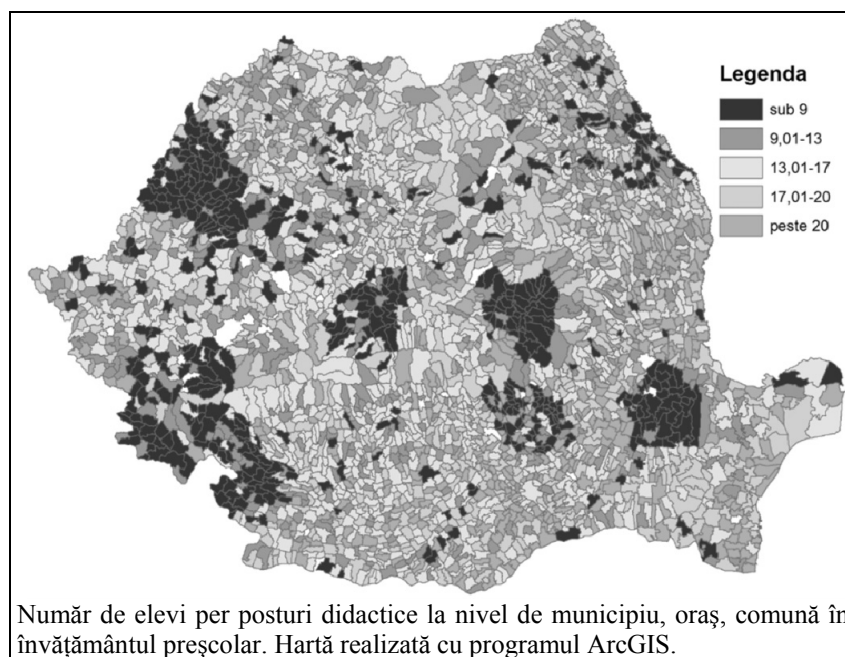 Legenda
sub 9
9,01-13
13,01-17
17,01-20
peste 20
Număr de elevi per posturi didactice la nivel de municipiu, oraş, comună în
învăţământul preşcolar. Hartă realizată cu programul ArcGIS.